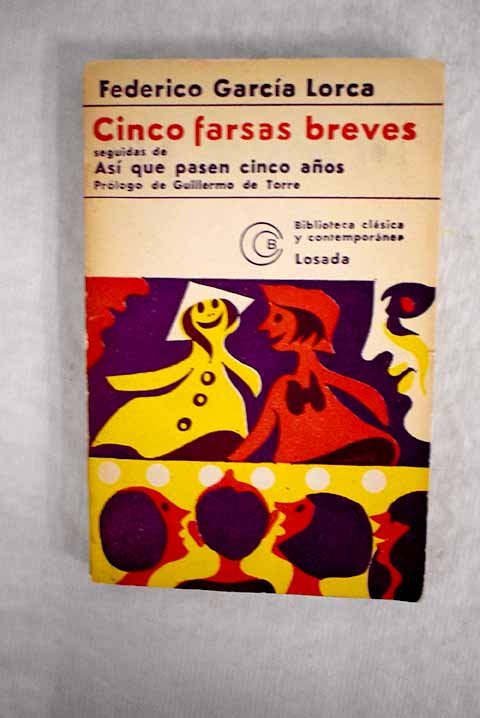 Federico García Lorca
Cinco farsas breves
seguidas de
Así que pasen cinco años
Prólogo de Guillermo de Torre
Biblioteca clásica
y contemporánea
Losada
B